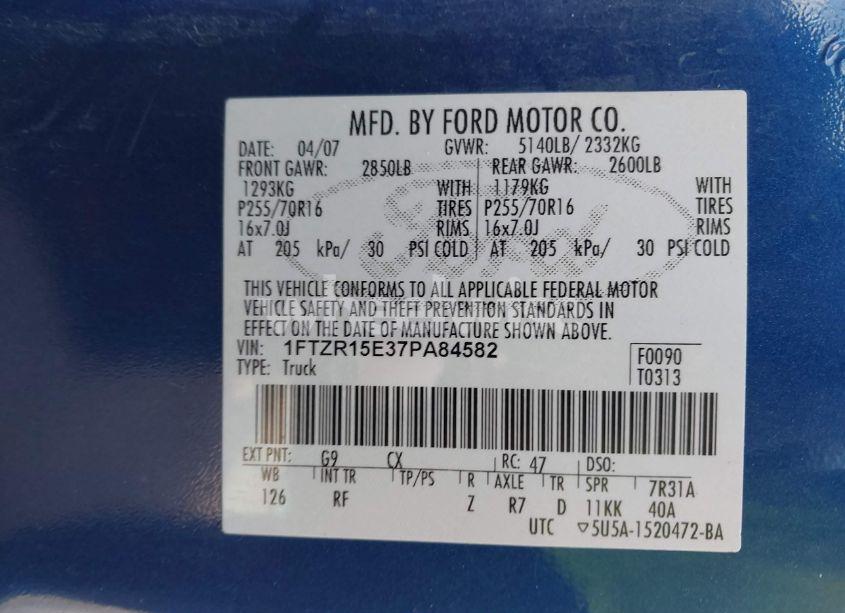 MFD. BY FORD MOTOR CO.
DATE: 04/07 GVWR: 5140LB/ 2332KG
FRONT GAWR: 2850LB REAR GAWR: 2600LB
1293KG WITH 1179KG WITH
P255/70R16 TIRES P255/70R16 TIRES
16x7.0J RIMS 16x7.0J RIMS
AT 205 kPa/ 30 PSI COLD AT 205 kPa/ 30 PSI COLD
Ford
THIS VEHICLE CONFORMS TO ALL APPLICABLE FEDERAL MOTOR
VEHICLE SAFETY AND THEFT PREVENTION STANDARDS IN
EFFECT ON THE DATE OF MANUFACTURE SHOWN ABOVE.
VIN: 1FTZR15E37PA84582 F0090
TYPE: Truck T0313
EXT PNT: G9 CX RC: 47 DSO:
WB INT TR TP/PS R AXLE TR SPR 7R31A
126 RF Z R7 D 11KK 40A
UTC ▽5U5A-1520472-BA